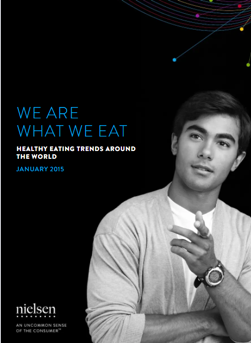 WE ARE
WHAT WE EAT
HEALTHY EATING TRENDS AROUND
THE WORLD
JANUARY 2015
nielsen
AN UNCOMMON SENSE
OF THE CONSUMER™